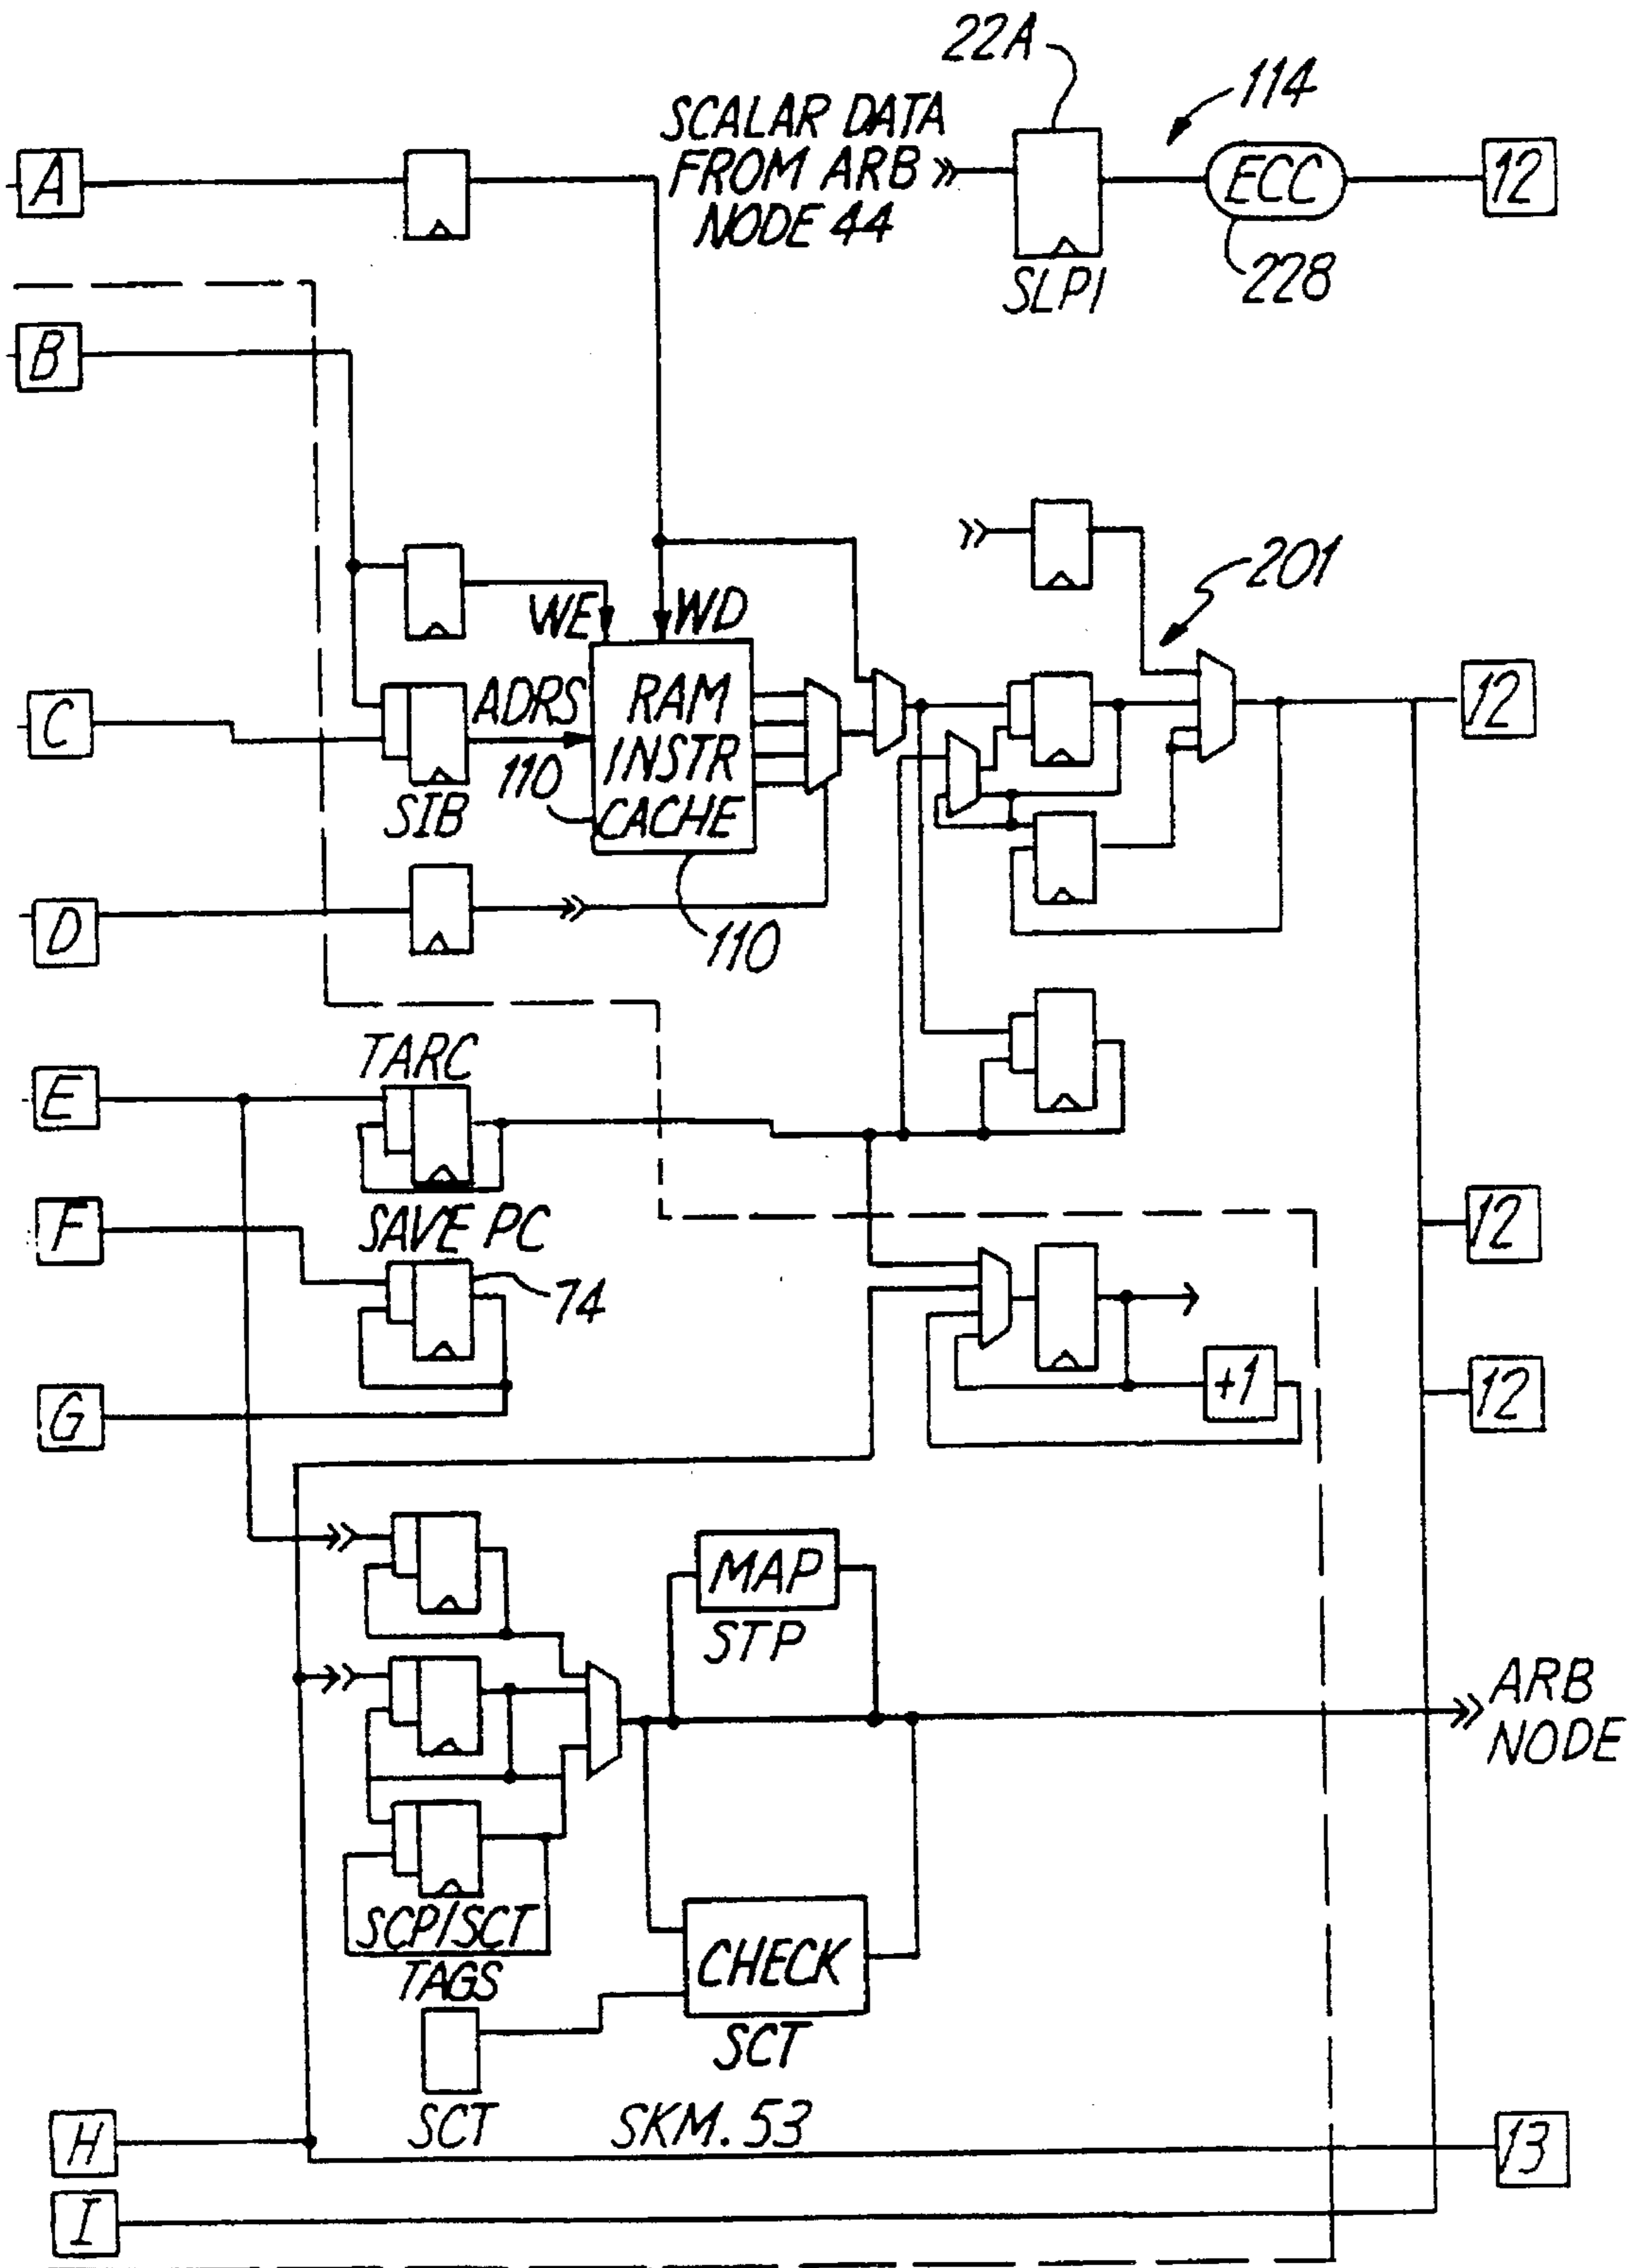 22A
114
SCALAR DATA
FROM ARB
NODE 44
A
ECC
12
SLPI
228
B
201
WE
WD
C
ADRS
RAM
INSTR
CACHE
12
110
SIB
D
110
TARC
E
F
SAVE PC
12
74
G
+1
12
MAP
STP
ARB
NODE
SCP/SCT
TAGS
CHECK
SCT
SCT
SKM. 53
H
13
I